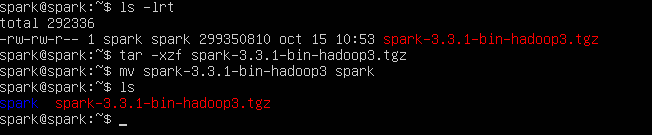 spark@spark:~$ ls -lrt
total 292336
-rw-rw-r-- 1 spark spark 299350810 oct 15 10:53 spark-3.3.1-bin-hadoop3.tgz
spark@spark:~$ tar -xzf spark-3.3.1-bin-hadoop3.tgz
spark@spark:~$ mv spark-3.3.1-bin-hadoop3 spark
spark@spark:~$ ls
spark  spark-3.3.1-bin-hadoop3.tgz
spark@spark:~$ _